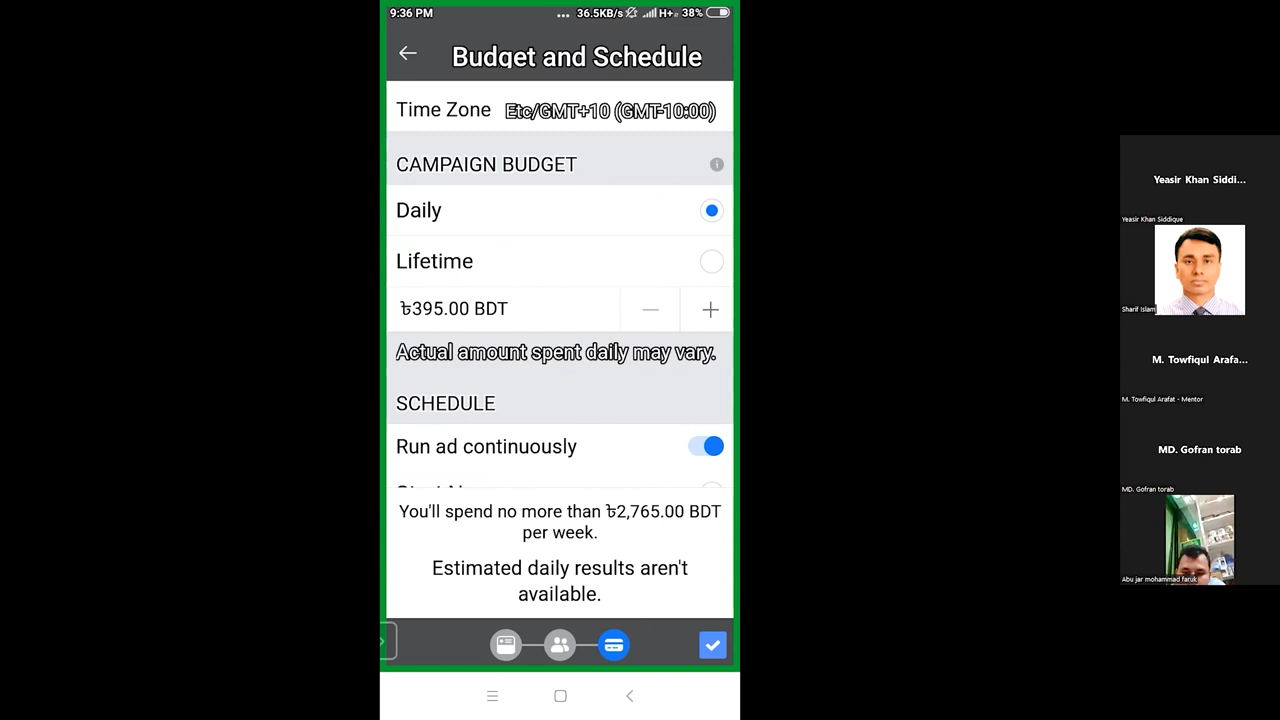 9:36 PM ... 36.5KB/s H+ 38%
Budget and Schedule
Time Zone Etc/GMT+10 (GMT-10:00)
CAMPAIGN BUDGET
Daily
Lifetime
৳395.00 BDT
Actual amount spent daily may vary.
SCHEDULE
Run ad continuously
You'll spend no more than ৳2,765.00 BDT
per week.
Estimated daily results aren't
available.
Yeasir Khan Siddi...
Yeasir Khan Siddique
Sharif Islam
M. Towfiqul Arafa...
M. Towfiqul Arafat - Mentor
MD. Gofran torab
MD. Gofran torab
Abu jar mohammad faruk